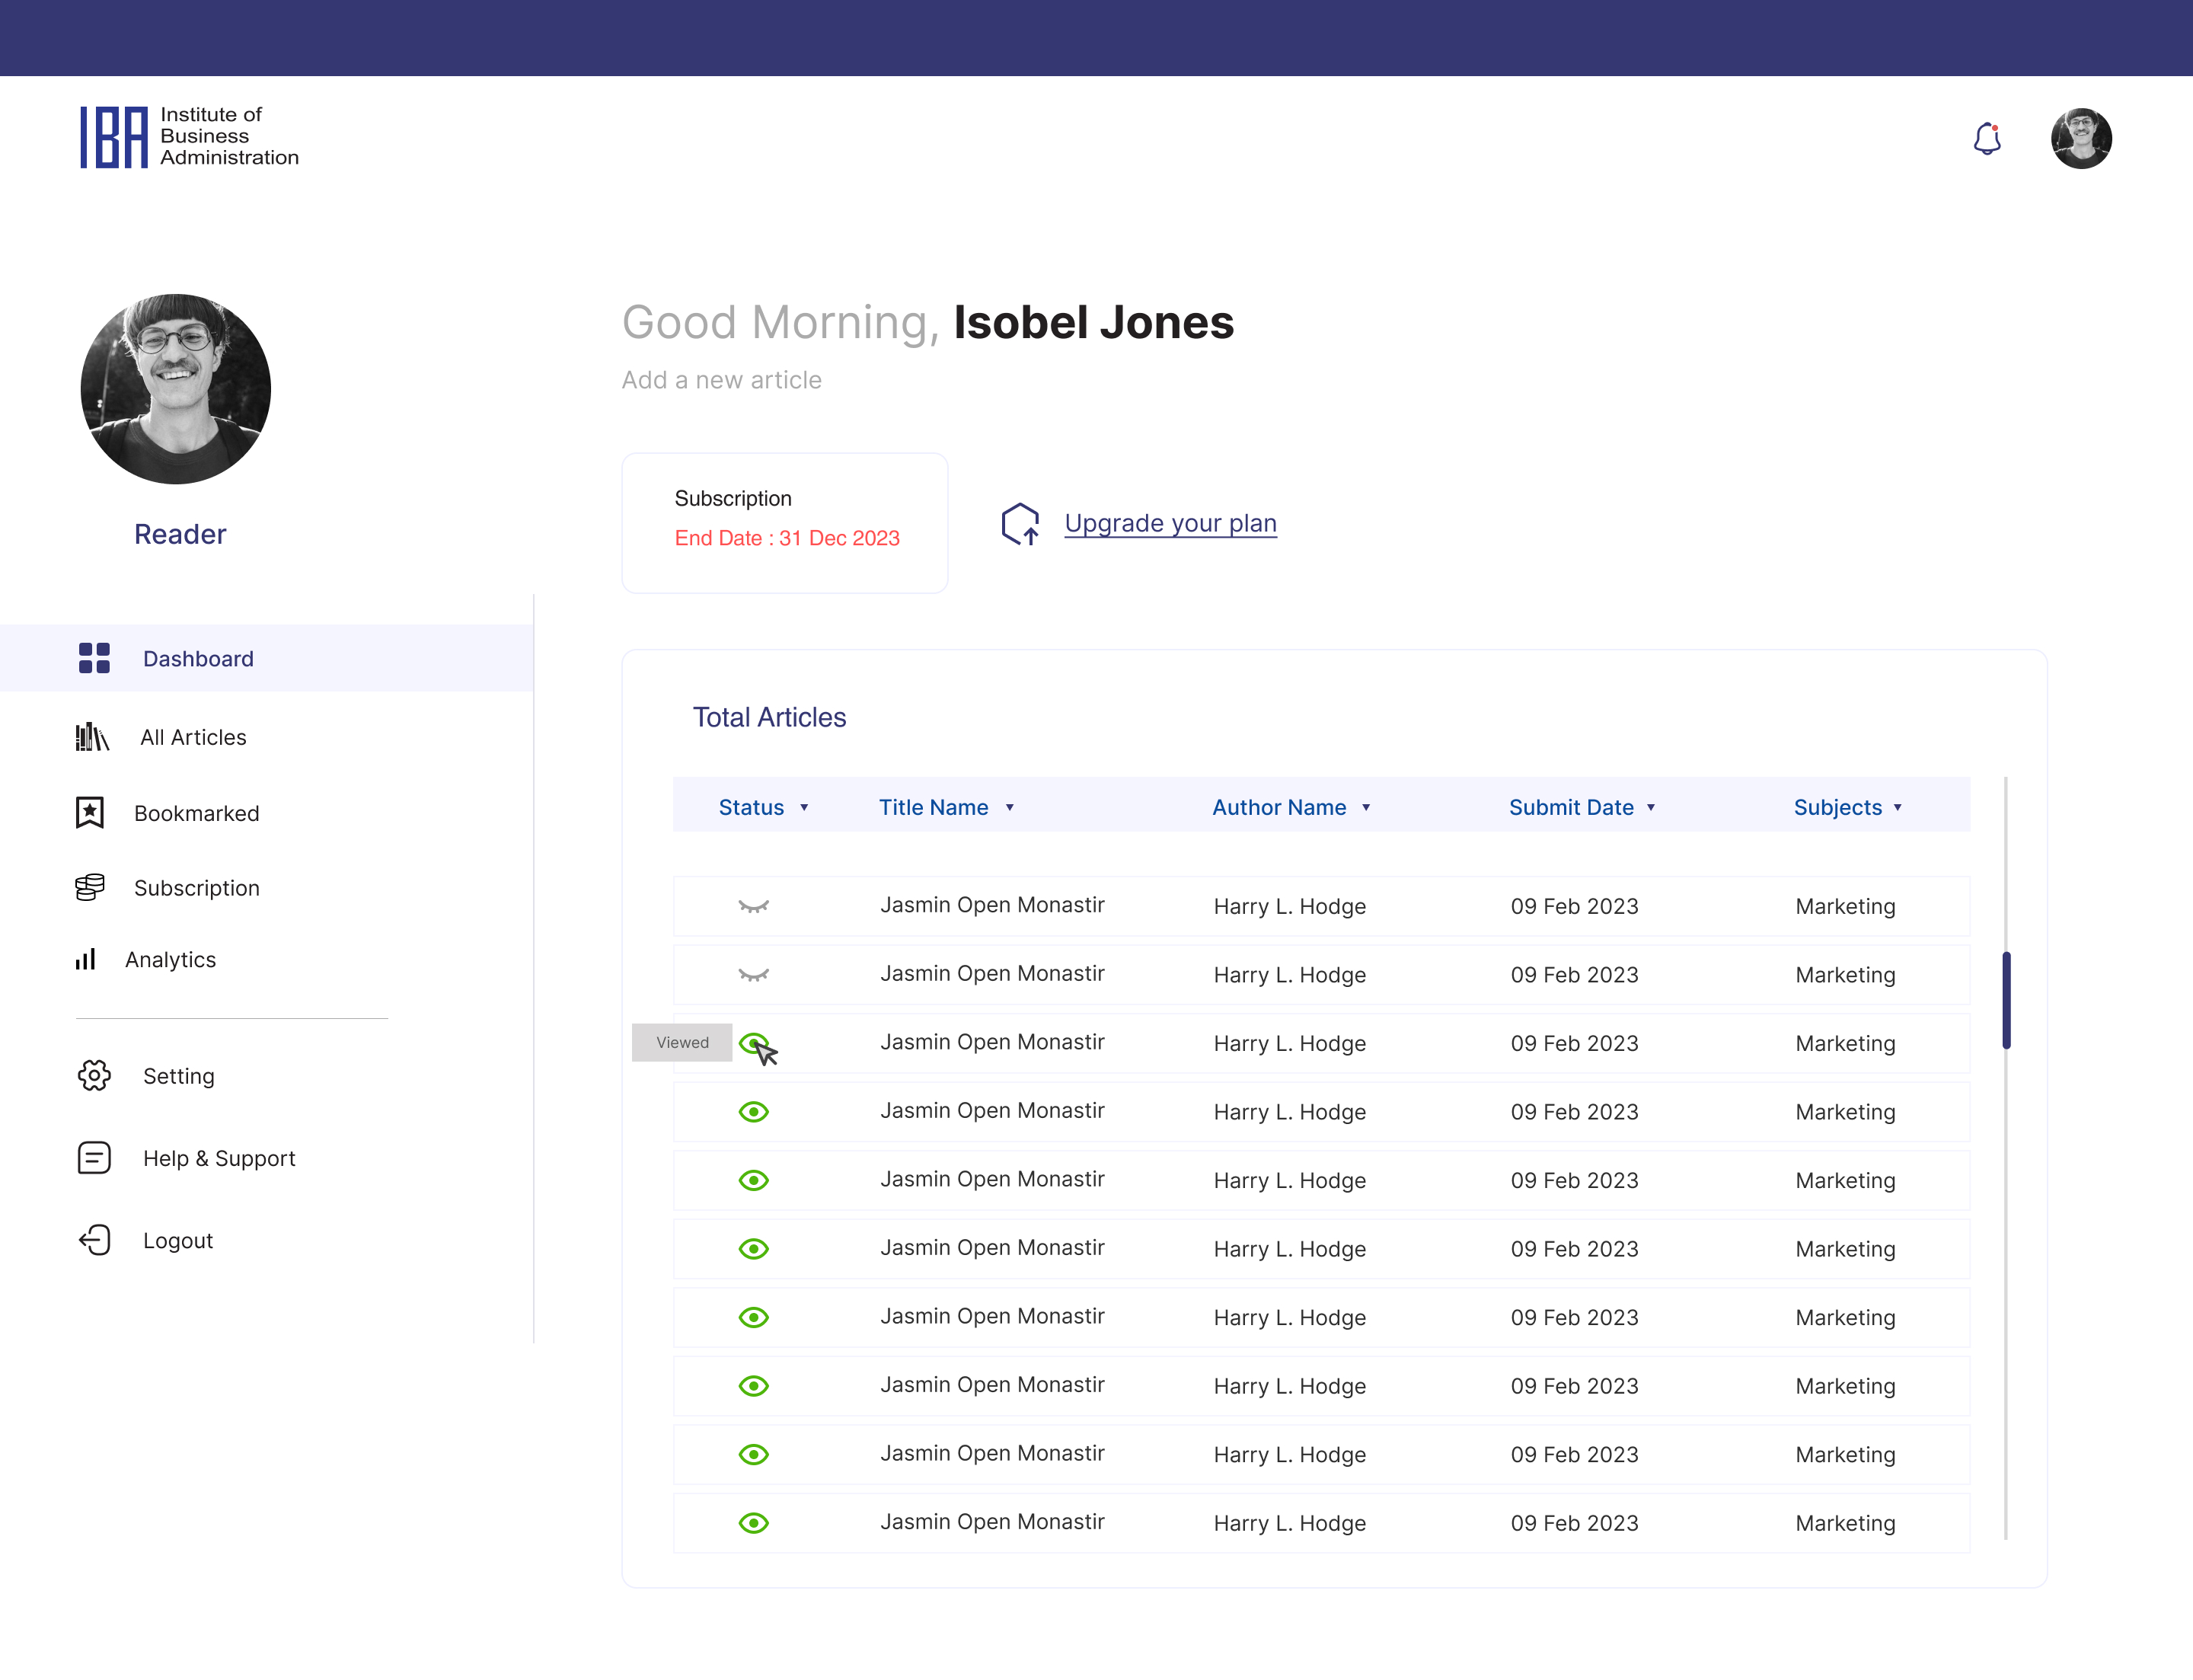 IBA
Institute of
Business
Administration
Good Morning, Isobel Jones
Add a new article
Subscription
End Date : 31 Dec 2023
Upgrade your plan
Reader
Dashboard
All Articles
Bookmarked
Subscription
Analytics
Setting
Help & Support
Logout
Total Articles
Status Title Name Author Name Submit Date Subjects
Jasmin Open Monastir Harry L. Hodge 09 Feb 2023 Marketing
Jasmin Open Monastir Harry L. Hodge 09 Feb 2023 Marketing
Viewed Jasmin Open Monastir Harry L. Hodge 09 Feb 2023 Marketing
Jasmin Open Monastir Harry L. Hodge 09 Feb 2023 Marketing
Jasmin Open Monastir Harry L. Hodge 09 Feb 2023 Marketing
Jasmin Open Monastir Harry L. Hodge 09 Feb 2023 Marketing
Jasmin Open Monastir Harry L. Hodge 09 Feb 2023 Marketing
Jasmin Open Monastir Harry L. Hodge 09 Feb 2023 Marketing
Jasmin Open Monastir Harry L. Hodge 09 Feb 2023 Marketing
Jasmin Open Monastir Harry L. Hodge 09 Feb 2023 Marketing